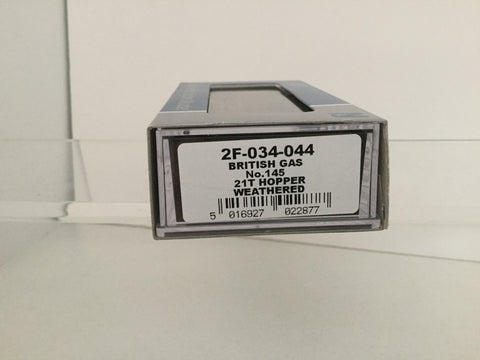 2F-034-044
BRITISH GAS
No.145
21T HOPPER
WEATHERED
5 016927 022877